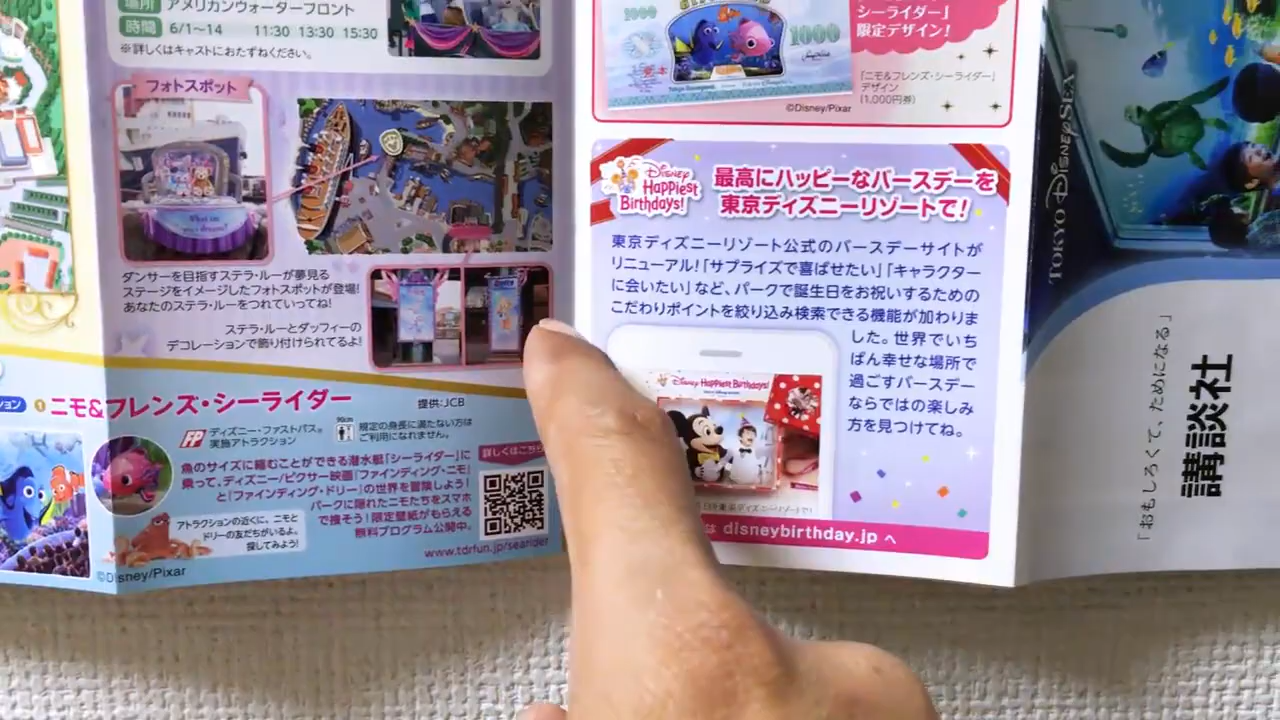 場所 アメリカンウォーターフロント
時間 6/1〜14 11:30 13:30 15:30
※詳しくはキャストにおたずねください。
フォトスポット
ダンサーを目指すステラ・ルーが夢見る
ステージをイメージしたフォトスポットが登場!
あなたのステラ・ルーをつれていってね!
ステラ・ルーとダッフィーの
デコレーションで飾り付けられてるよ!
ション 1 ニモ&フレンズ・シーライダー 提供:JCB
FP ディズニー・ファストパス®
実施アトラクション
90cm 規定の身長に満たない方は
ご利用になれません。
魚のサイズに縮むことができる潜水艇「シーライダー」に
乗って、ディズニー/ピクサー映画『ファインディング・ニモ』
と『ファインディング・ドリー』の世界を冒険しよう!
パークに隠れたニモたちをスマホ
で探そう!限定壁紙がもらえる
無料プログラム公開中。
詳しくはこちら
アトラクションの近くに、ニモと
ドリーの友だちがいるよ。
探してみよう!
www.tdrfun.jp/searider
©Disney/Pixar
1000
1000
シーライダー」
限定デザイン!
「ニモ&フレンズ・シーライダー」
デザイン
(1,000円券)
©Disney/Pixar
Disney
Happiest
Birthdays!
最高にハッピーなバースデーを
東京ディズニーリゾートで!
東京ディズニーリゾート公式のバースデーサイトが
リニューアル!「サプライズで喜ばせたい」「キャラクター
に会いたい」など、パークで誕生日をお祝いするための
こだわりポイントを絞り込み検索できる機能が加わりま
した。世界でいち
ばん幸せな場所で
過ごすバースデー
ならではの楽しみ
方を見つけてね。
Disney Happiest Birthdays!
は disneybirthday.jp へ
TOKYO DISNEYSEA
「おもしろくて、ためになる」
講談社